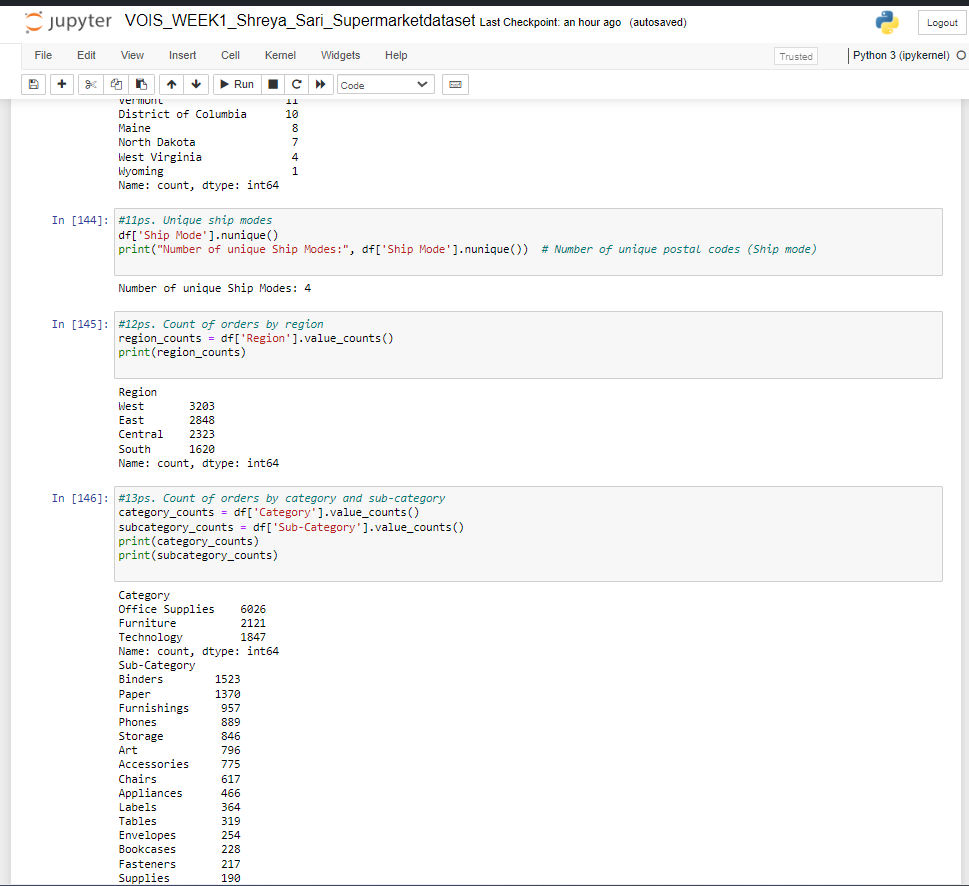 jupyter VOIS_WEEK1_Shreya_Sari_Supermarketdataset Last Checkpoint: an hour ago (autosaved) Logout
File Edit View Insert Cell Kernel Widgets Help Trusted Python 3 (ipykernel)
Run Code
Vermont 11
District of Columbia 10
Maine 8
North Dakota 7
West Virginia 4
Wyoming 1
Name: count, dtype: int64
In [144]: #11ps. Unique ship modes
df['Ship Mode'].nunique()
print("Number of unique Ship Modes:", df['Ship Mode'].nunique()) # Number of unique postal codes (Ship mode)
Number of unique Ship Modes: 4
In [145]: #12ps. Count of orders by region
region_counts = df['Region'].value_counts()
print(region_counts)
Region
West 3203
East 2848
Central 2323
South 1620
Name: count, dtype: int64
In [146]: #13ps. Count of orders by category and sub-category
category_counts = df['Category'].value_counts()
subcategory_counts = df['Sub-Category'].value_counts()
print(category_counts)
print(subcategory_counts)
Category
Office Supplies 6026
Furniture 2121
Technology 1847
Name: count, dtype: int64
Sub-Category
Binders 1523
Paper 1370
Furnishings 957
Phones 889
Storage 846
Art 796
Accessories 775
Chairs 617
Appliances 466
Labels 364
Tables 319
Envelopes 254
Bookcases 228
Fasteners 217
Supplies 190